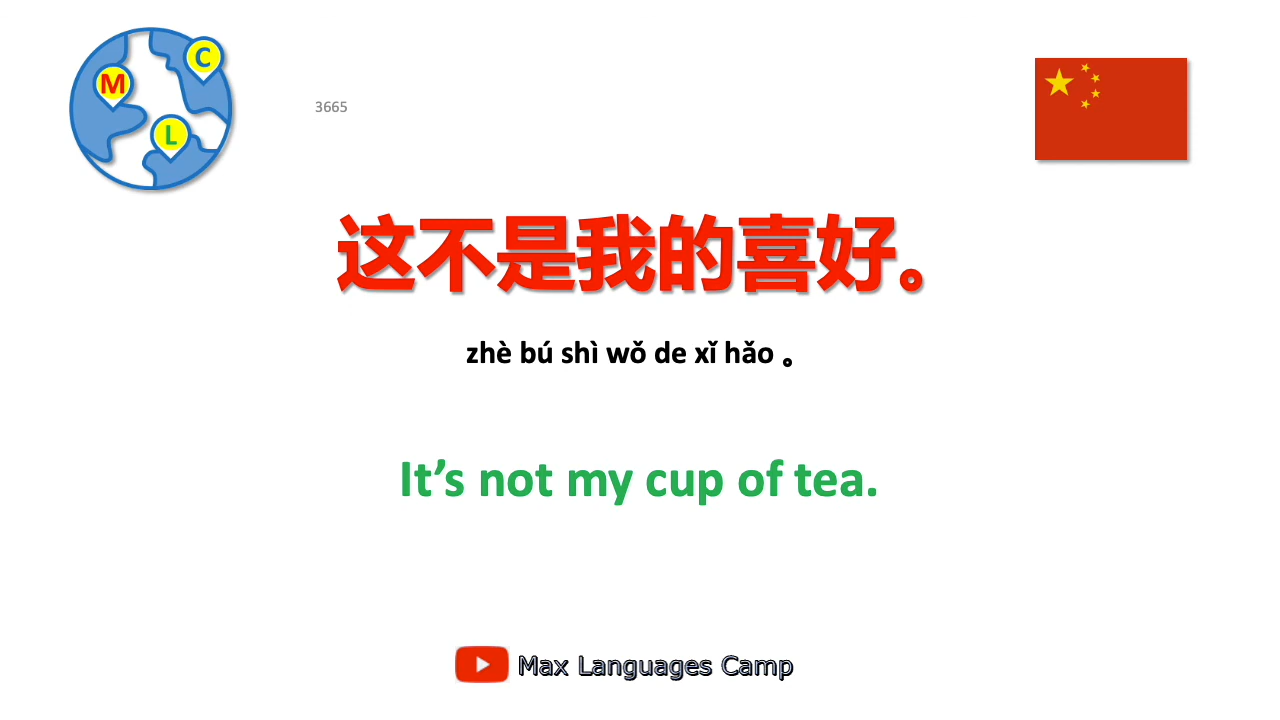 M
C
L
3665
这不是我的喜好。
zhè bú shì wǒ de xǐ hǎo 。
It’s not my cup of tea.
Max Languages Camp